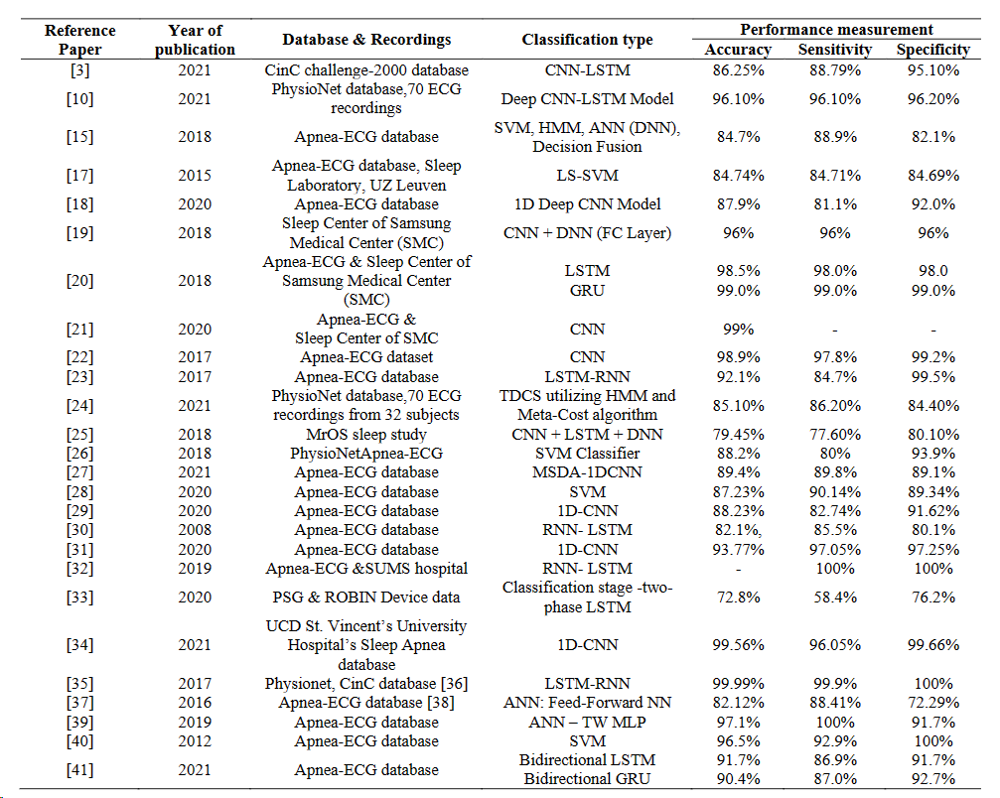 Reference Paper Year of publication Database & Recordings Classification type Performance measurement
Accuracy Sensitivity Specificity
[3] 2021 CinC challenge-2000 database CNN-LSTM 86.25% 88.79% 95.10%
[10] 2021 PhysioNet database,70 ECG recordings Deep CNN-LSTM Model 96.10% 96.10% 96.20%
[15] 2018 Apnea-ECG database SVM, HMM, ANN (DNN), Decision Fusion 84.7% 88.9% 82.1%
[17] 2015 Apnea-ECG database, Sleep Laboratory, UZ Leuven LS-SVM 84.74% 84.71% 84.69%
[18] 2020 Apnea-ECG database 1D Deep CNN Model 87.9% 81.1% 92.0%
[19] 2018 Sleep Center of Samsung Medical Center (SMC) CNN + DNN (FC Layer) 96% 96% 96%
[20] 2018 Apnea-ECG & Sleep Center of Samsung Medical Center (SMC) LSTM 98.5% 98.0% 98.0
GRU 99.0% 99.0% 99.0%
[21] 2020 Apnea-ECG & Sleep Center of SMC CNN 99% - -
[22] 2017 Apnea-ECG dataset CNN 98.9% 97.8% 99.2%
[23] 2017 Apnea-ECG database LSTM-RNN 92.1% 84.7% 99.5%
[24] 2021 PhysioNet database,70 ECG recordings from 32 subjects TDCS utilizing HMM and Meta-Cost algorithm 85.10% 86.20% 84.40%
[25] 2018 MrOS sleep study CNN + LSTM + DNN 79.45% 77.60% 80.10%
[26] 2018 PhysioNetApnea-ECG SVM Classifier 88.2% 80% 93.9%
[27] 2021 Apnea-ECG database MSDA-1DCNN 89.4% 89.8% 89.1%
[28] 2020 Apnea-ECG database SVM 87.23% 90.14% 89.34%
[29] 2020 Apnea-ECG database 1D-CNN 88.23% 82.74% 91.62%
[30] 2008 Apnea-ECG database RNN- LSTM 82.1%, 85.5% 80.1%
[31] 2020 Apnea-ECG database 1D-CNN 93.77% 97.05% 97.25%
[32] 2019 Apnea-ECG &SUMS hospital RNN- LSTM - 100% 100%
[33] 2020 PSG & ROBIN Device data Classification stage -two-phase LSTM 72.8% 58.4% 76.2%
[34] 2021 UCD St. Vincent's University Hospital's Sleep Apnea database 1D-CNN 99.56% 96.05% 99.66%
[35] 2017 Physionet, CinC database [36] LSTM-RNN 99.99% 99.9% 100%
[37] 2016 Apnea-ECG database [38] ANN: Feed-Forward NN 82.12% 88.41% 72.29%
[39] 2019 Apnea-ECG database ANN – TW MLP 97.1% 100% 91.7%
[40] 2012 Apnea-ECG database SVM 96.5% 92.9% 100%
[41] 2021 Apnea-ECG database Bidirectional LSTM 91.7% 86.9% 91.7%
Bidirectional GRU 90.4% 87.0% 92.7%